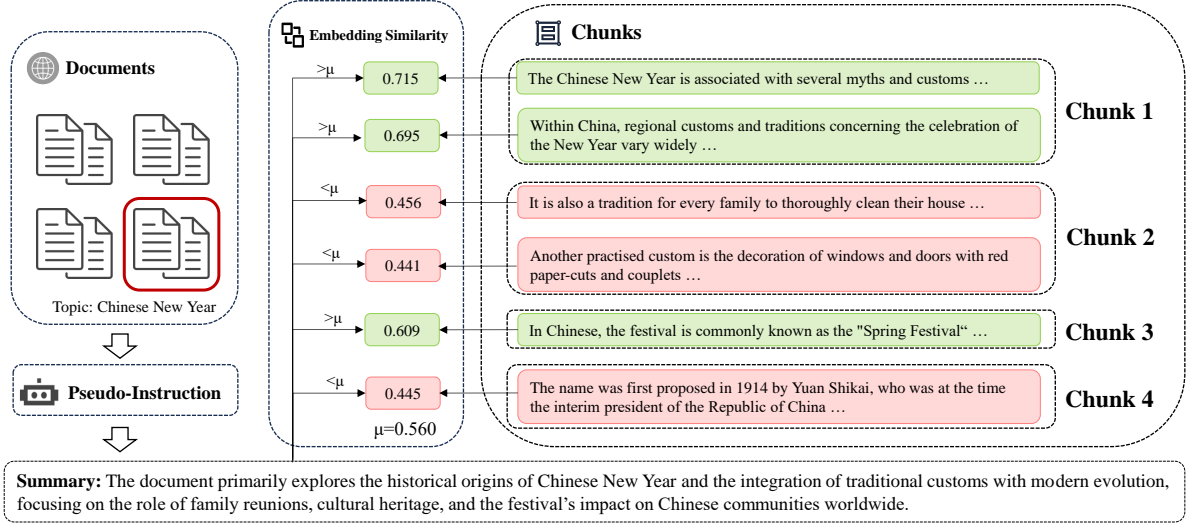 Documents
Topic: Chinese New Year
Pseudo-Instruction
Embedding Similarity
>μ
0.715
>μ
0.695
<μ
0.456
<μ
0.441
>μ
0.609
<μ
0.445
μ=0.560
Chunks
The Chinese New Year is associated with several myths and customs …
Within China, regional customs and traditions concerning the celebration of
the New Year vary widely …
Chunk 1
It is also a tradition for every family to thoroughly clean their house …
Another practised custom is the decoration of windows and doors with red
paper-cuts and couplets …
Chunk 2
In Chinese, the festival is commonly known as the "Spring Festival“ …
Chunk 3
The name was first proposed in 1914 by Yuan Shikai, who was at the time
the interim president of the Republic of China …
Chunk 4
Summary: The document primarily explores the historical origins of Chinese New Year and the integration of traditional customs with modern evolution,
focusing on the role of family reunions, cultural heritage, and the festival’s impact on Chinese communities worldwide.